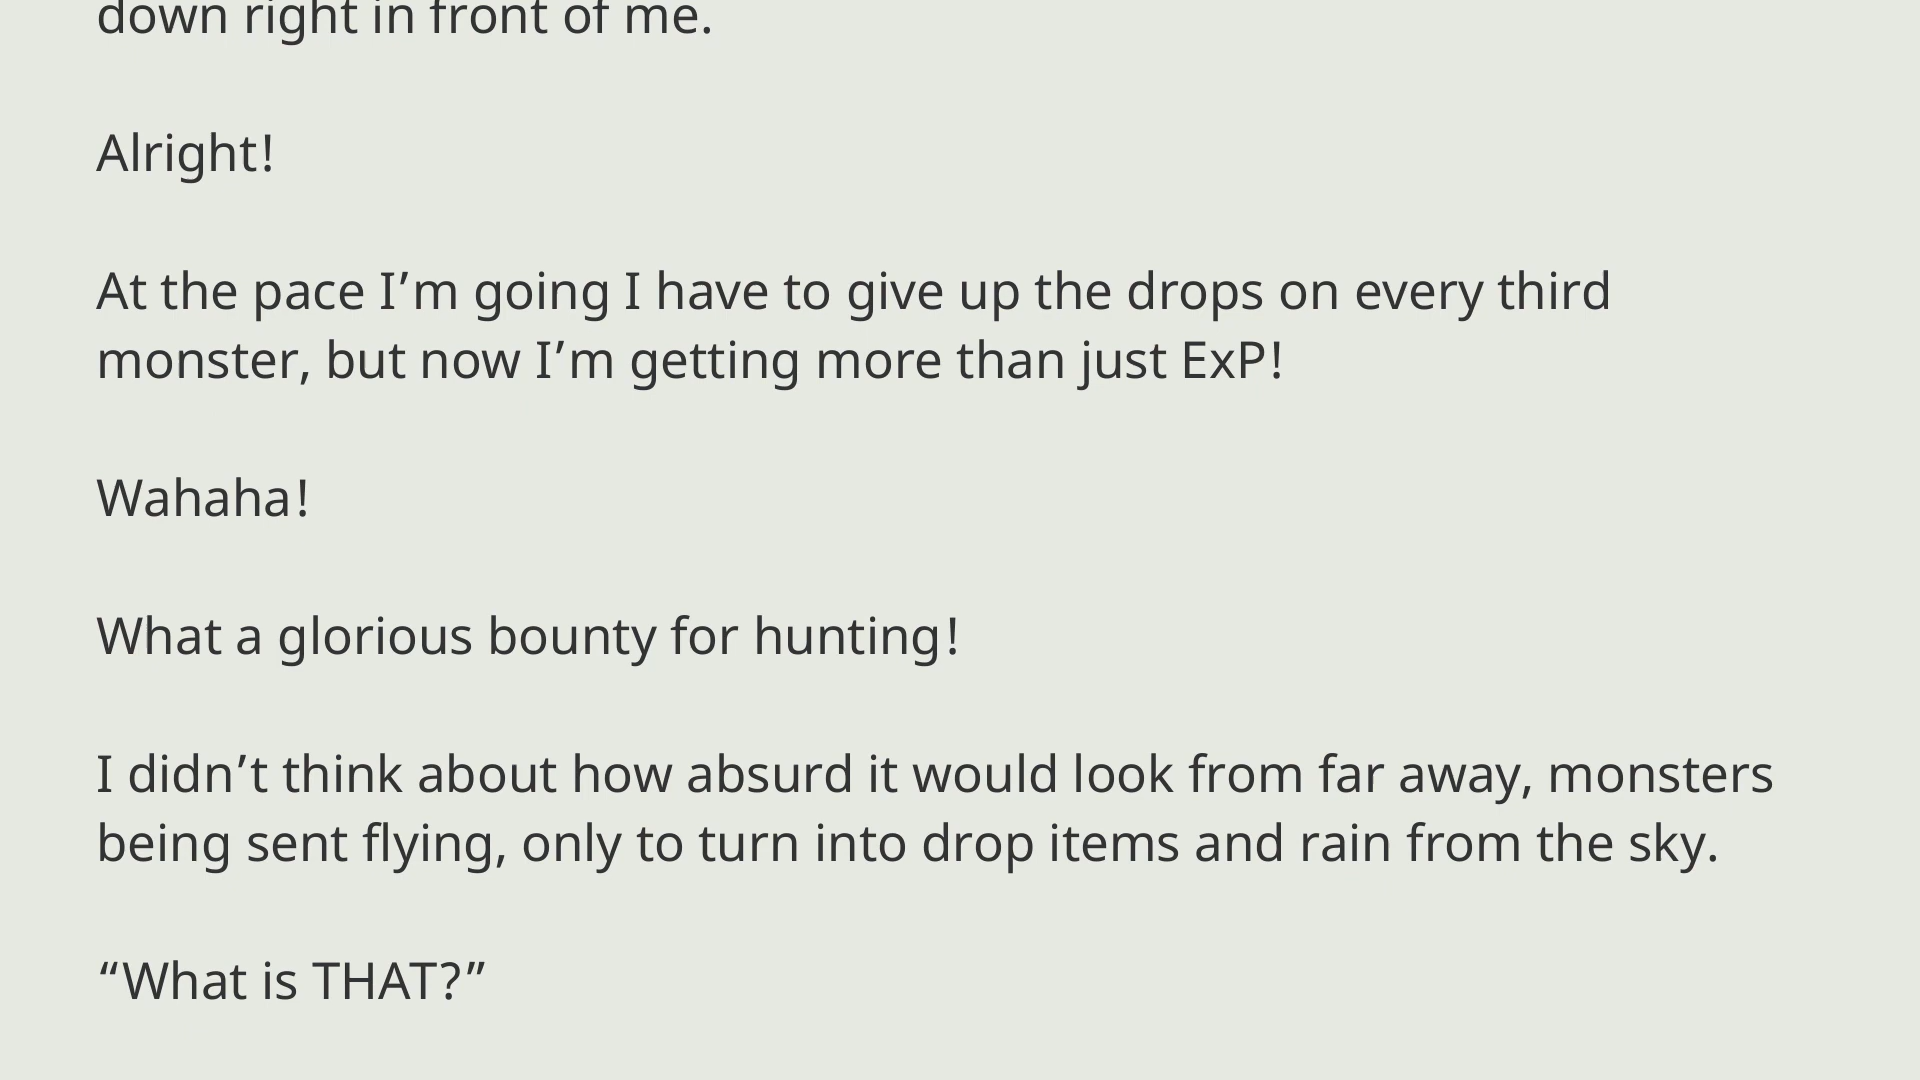 down right in front of me.
Alright!
At the pace I’m going I have to give up the drops on every third
monster, but now I’m getting more than just ExP!
Wahaha!
What a glorious bounty for hunting!
I didn’t think about how absurd it would look from far away, monsters
being sent flying, only to turn into drop items and rain from the sky.
“What is THAT?”